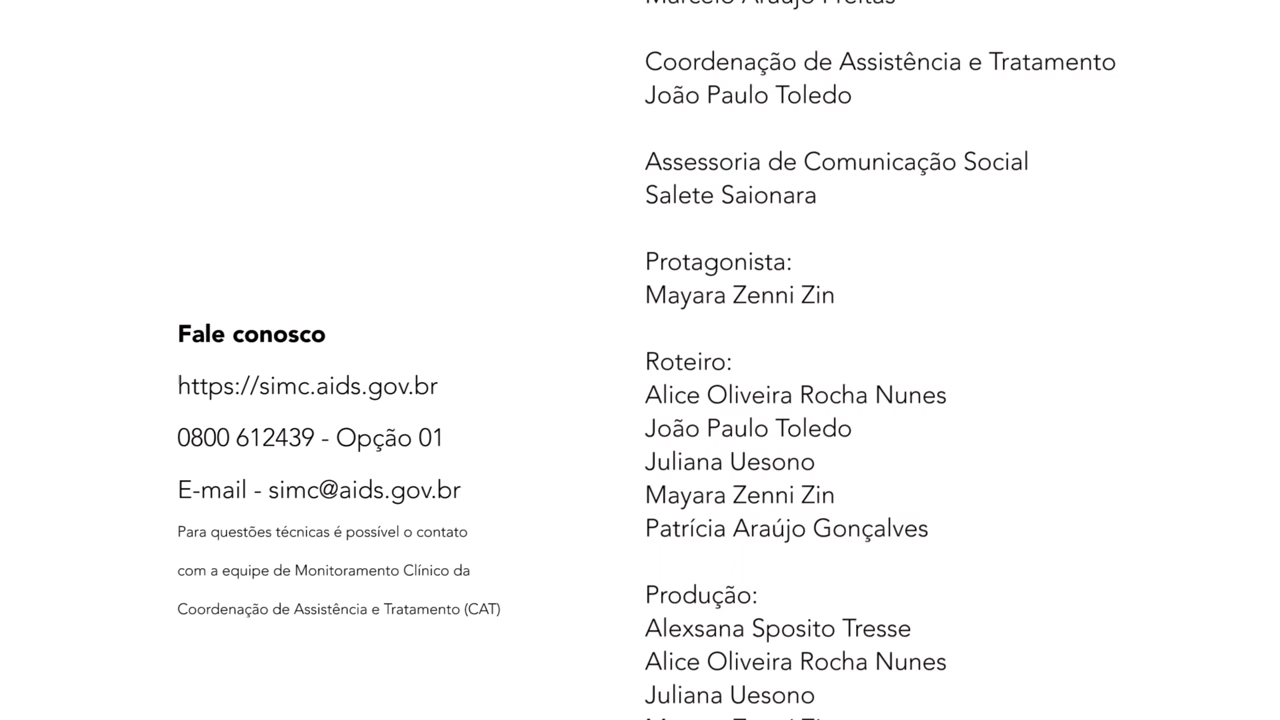 Fale conosco
https://simc.aids.gov.br
0800 612439 - Opção 01
E-mail - simc@aids.gov.br
Para questões técnicas é possível o contato
com a equipe de Monitoramento Clínico da
Coordenação de Assistência e Tratamento (CAT)
Marcelo Araújo Freitas
Coordenação de Assistência e Tratamento
João Paulo Toledo
Assessoria de Comunicação Social
Salete Saionara
Protagonista:
Mayara Zenni Zin
Roteiro:
Alice Oliveira Rocha Nunes
João Paulo Toledo
Juliana Uesono
Mayara Zenni Zin
Patrícia Araújo Gonçalves
Produção:
Alexsana Sposito Tresse
Alice Oliveira Rocha Nunes
Juliana Uesono